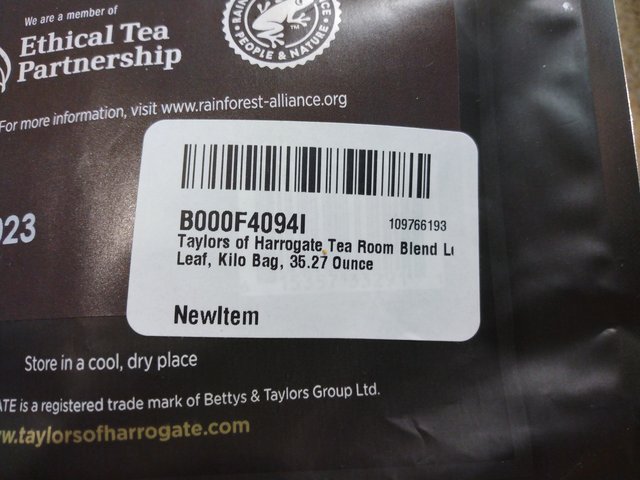 We are a member of
Ethical Tea
Partnership
PEOPLE & NATURE
For more information, visit www.rainforest-alliance.org
023
B000F4094I
109766193
Taylors of Harrogate Tea Room Blend Lo
Leaf, Kilo Bag, 35.27 Ounce
NewItem
Store in a cool, dry place
ATE is a registered trade mark of Bettys & Taylors Group Ltd.
w.taylorsofharrogate.com